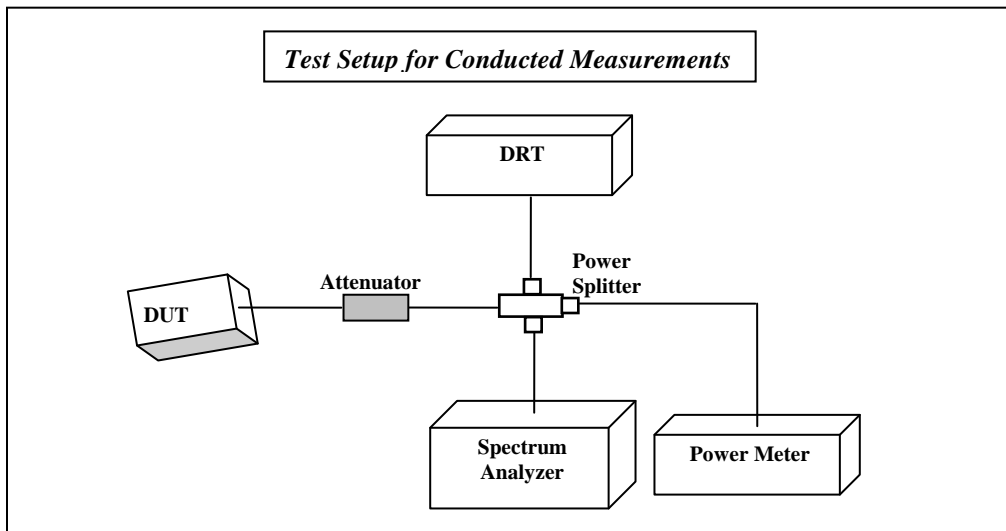 Test Setup for Conducted Measurements
DRT
Power
Splitter
Attenuator
DUT
Spectrum
Analyzer
Power Meter